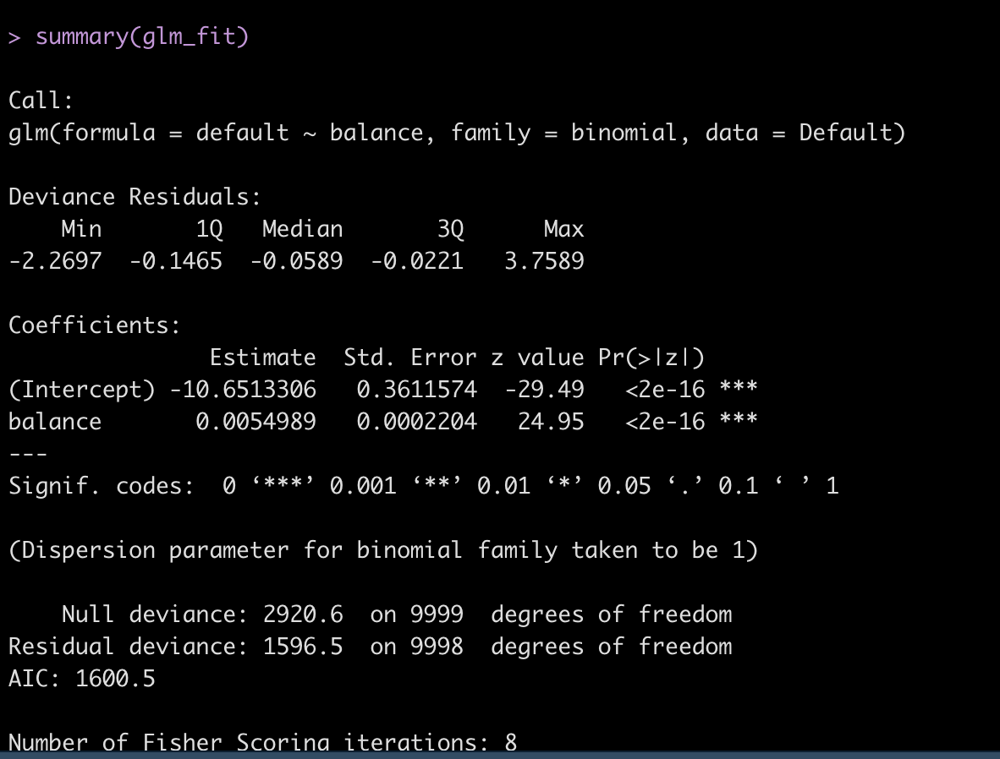 > summary(glm_fit)
Call:
glm(formula = default ~ balance, family = binomial, data = Default)
Deviance Residuals:
    Min       1Q   Median       3Q      Max
-2.2697  -0.1465  -0.0589  -0.0221   3.7589
Coefficients:
               Estimate  Std. Error z value Pr(>|z|)
(Intercept) -10.6513306   0.3611574  -29.49   <2e-16 ***
balance       0.0054989   0.0002204   24.95   <2e-16 ***
---
Signif. codes:  0 ‘***’ 0.001 ‘**’ 0.01 ‘*’ 0.05 ‘.’ 0.1 ‘ ’ 1
(Dispersion parameter for binomial family taken to be 1)
    Null deviance: 2920.6  on 9999  degrees of freedom
Residual deviance: 1596.5  on 9998  degrees of freedom
AIC: 1600.5
Number of Fisher Scoring iterations: 8